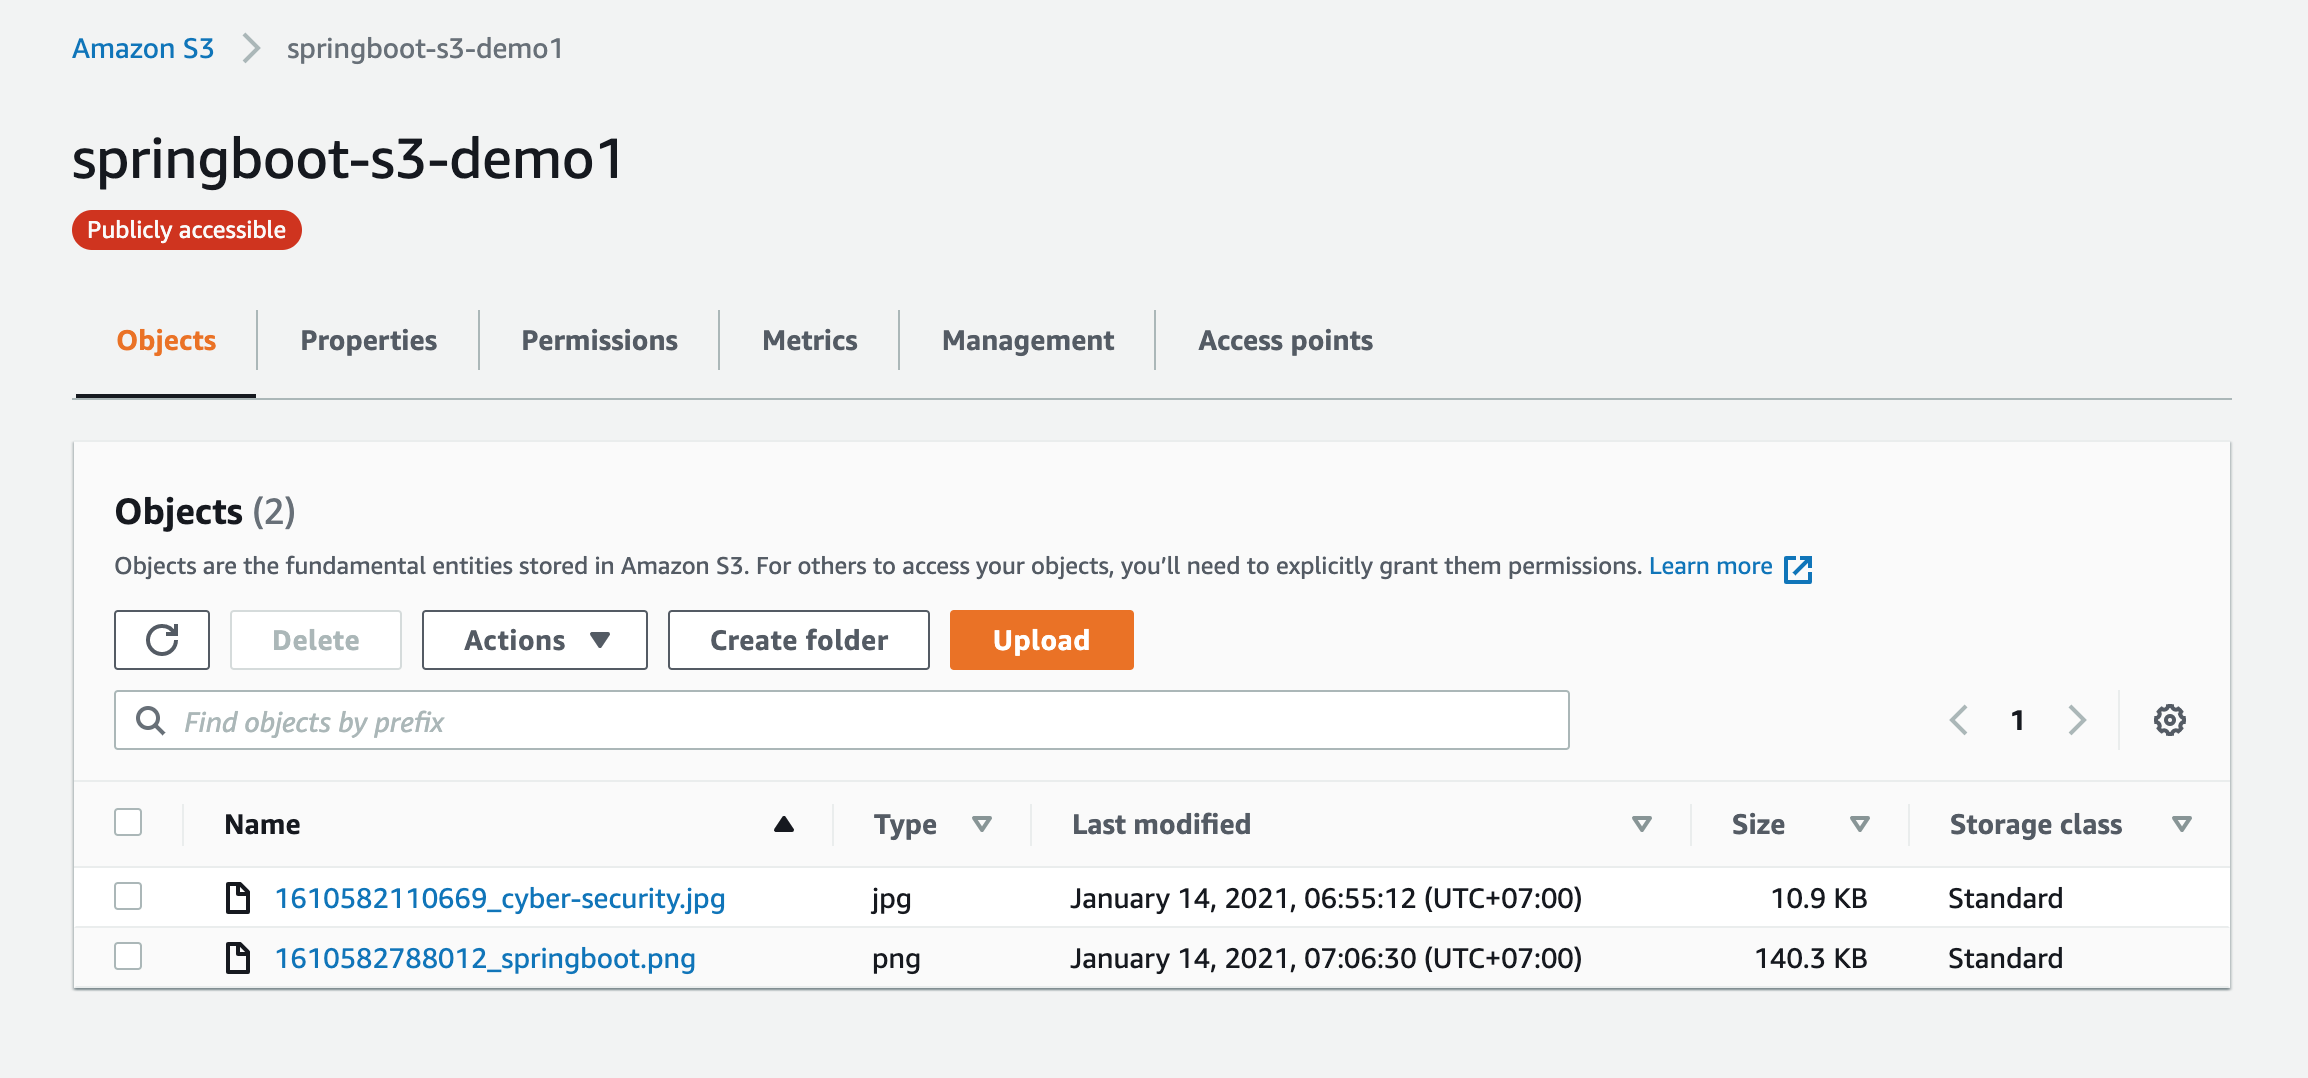 Amazon S3 springboot-s3-demo1
springboot-s3-demo1
Publicly accessible
Objects Properties Permissions Metrics Management Access points
Objects (2)
Objects are the fundamental entities stored in Amazon S3. For others to access your objects, you’ll need to explicitly grant them permissions. Learn more
Delete Actions Create folder Upload
Find objects by prefix 1
Name Type Last modified Size Storage class
1610582110669_cyber-security.jpg jpg January 14, 2021, 06:55:12 (UTC+07:00) 10.9 KB Standard
1610582788012_springboot.png png January 14, 2021, 07:06:30 (UTC+07:00) 140.3 KB Standard